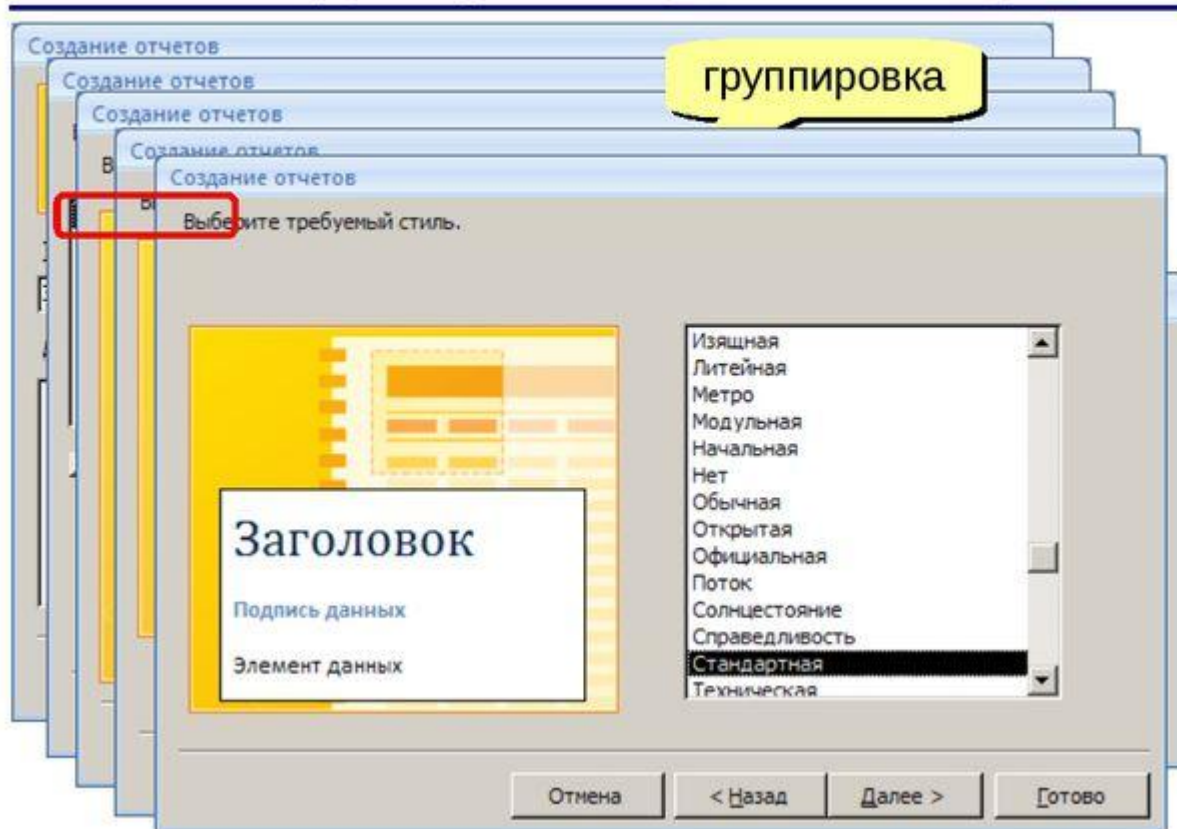 Создание отчетов
группировка
Создание отчетов
Создание отчетов
В
Создание отчетов
Создание отчетов
Выберите требуемый стиль.
Изящная
Литейная
Метро
Модульная
Начальная
Нет
Обычная
Открытая
Официальная
Поток
Солнцестояние
Справедливость
Стандартная
Техническая
Заголовок
Подпись данных
Элемент данных
Отмена
< Назад
Далее >
Готово